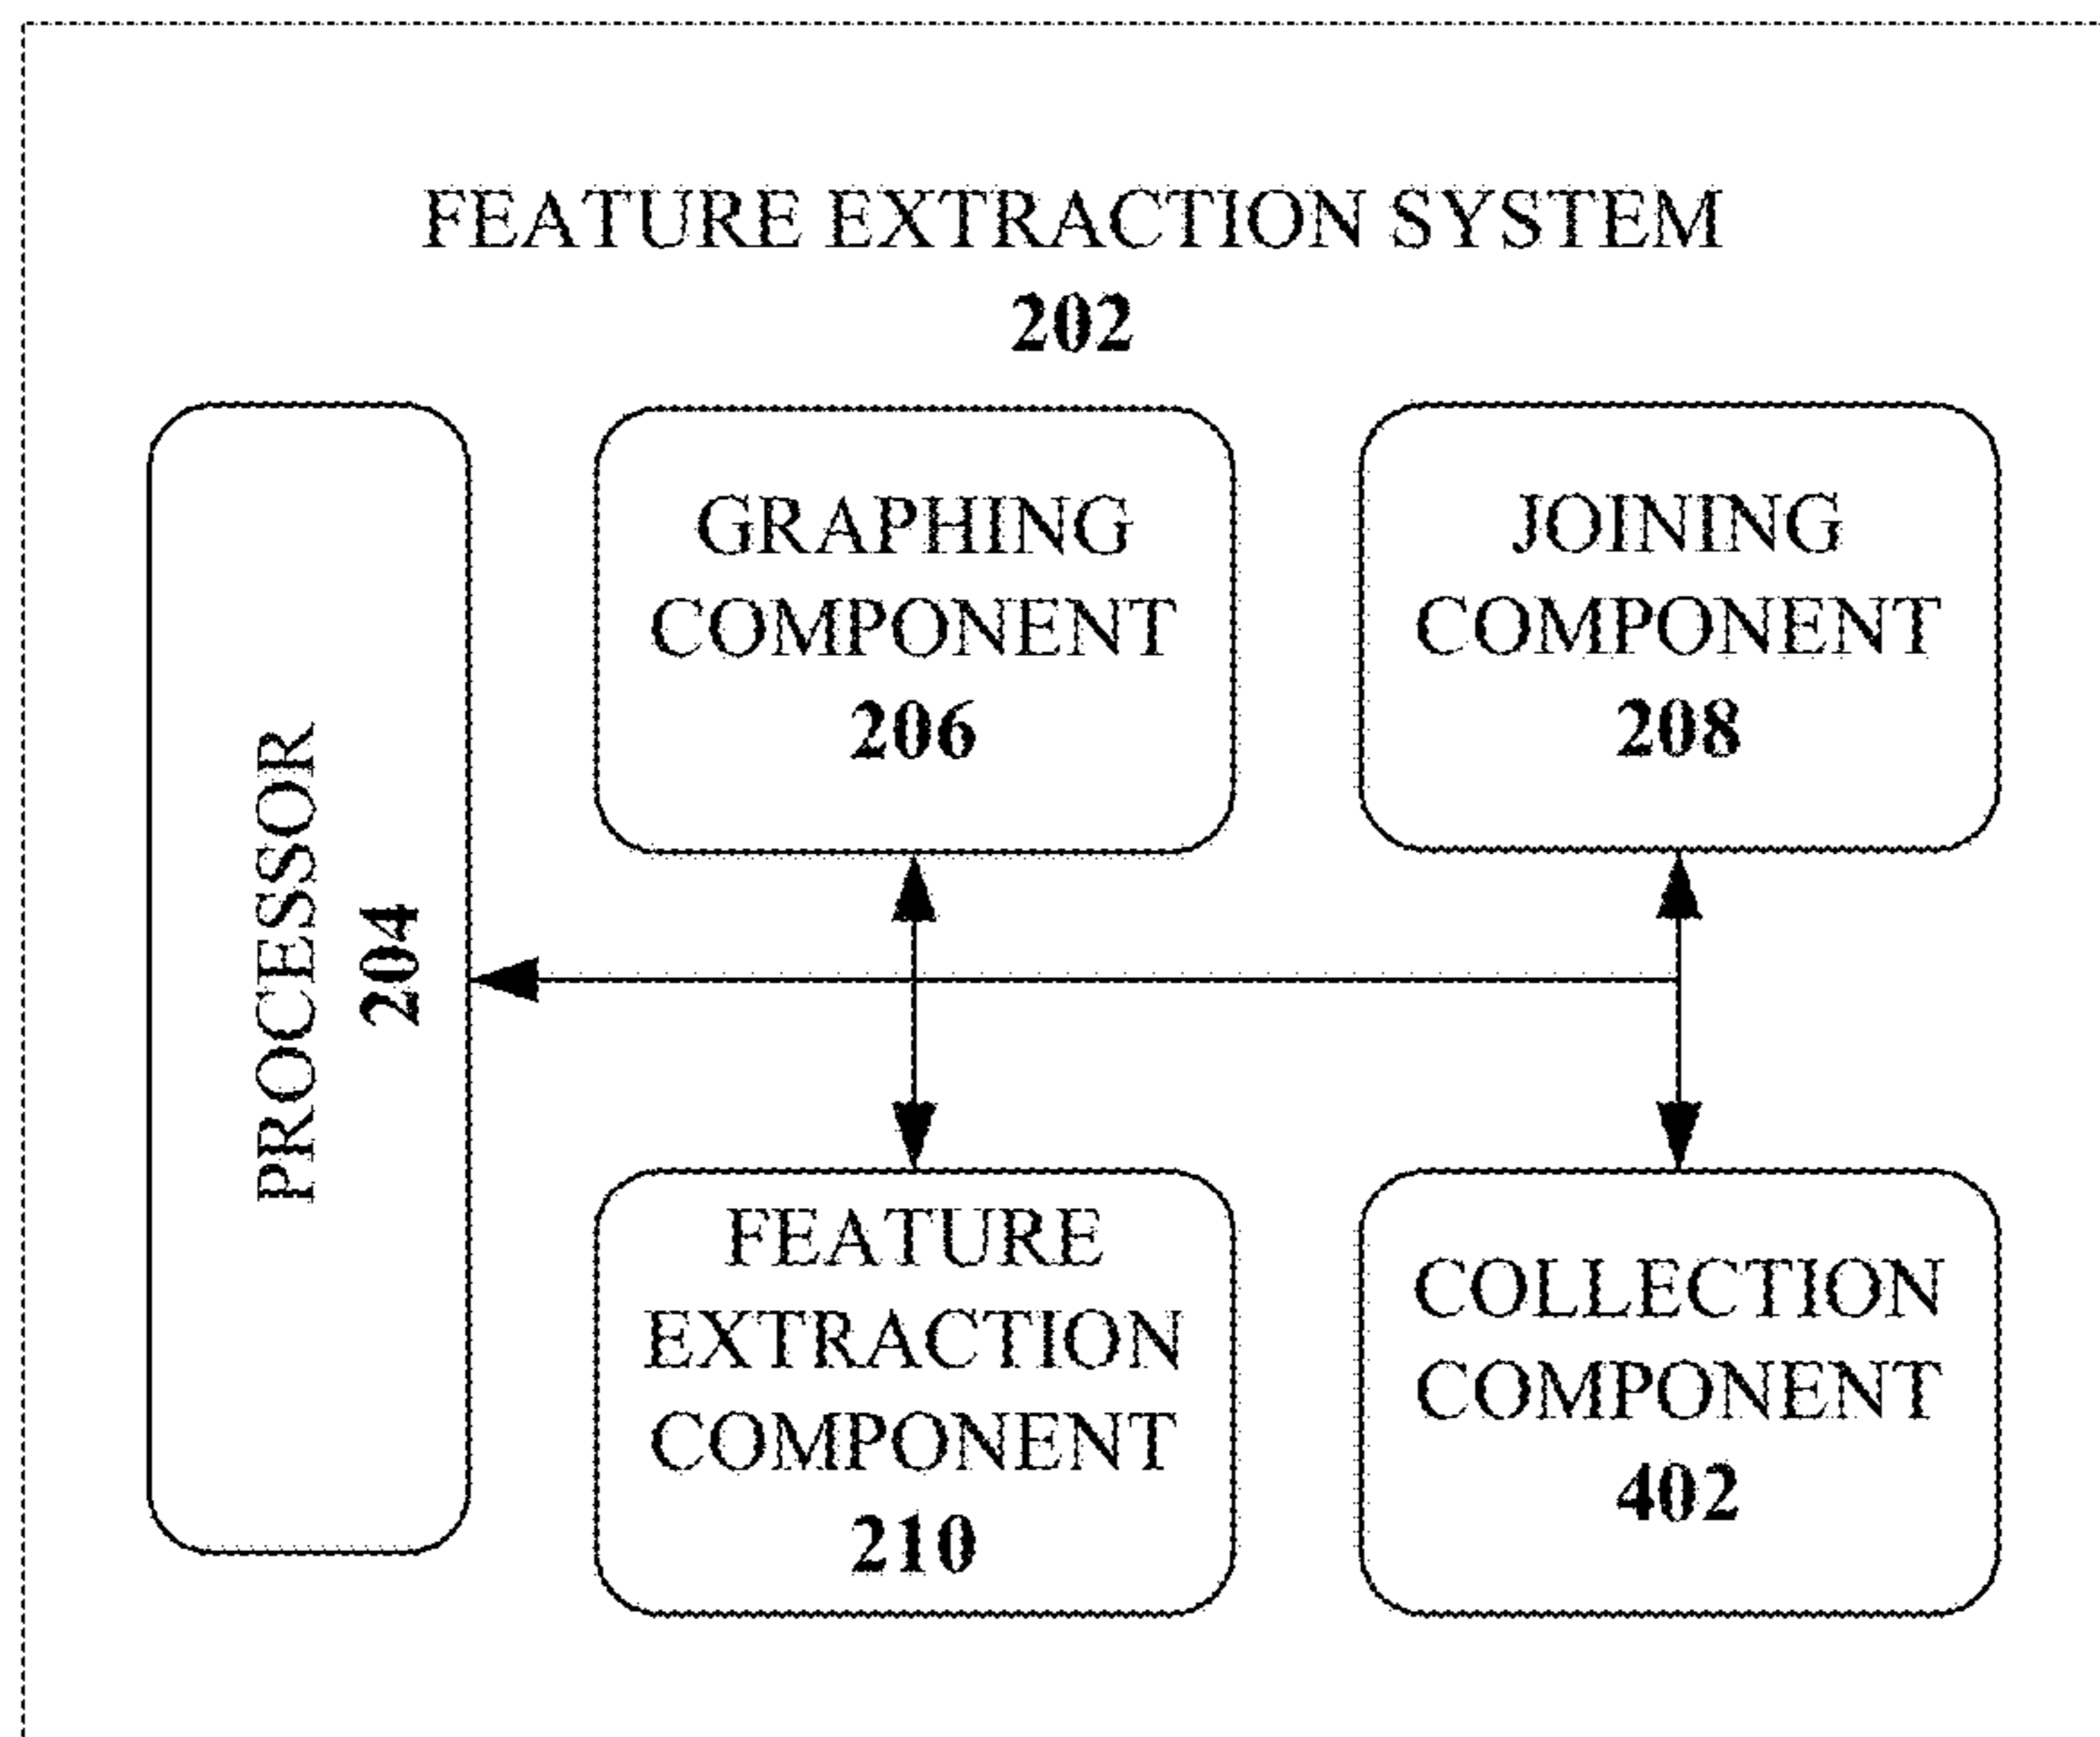 FEATURE EXTRACTION SYSTEM
202
PROCESSOR
204
GRAPHING
COMPONENT
206
JOINING
COMPONENT
208
FEATURE
EXTRACTION
COMPONENT
210
COLLECTION
COMPONENT
402